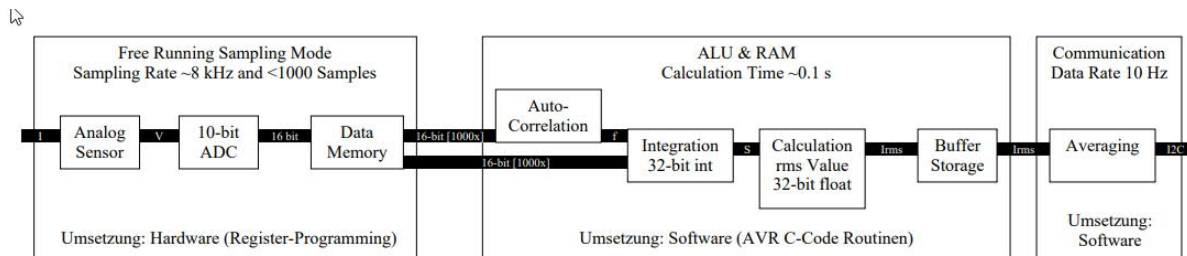 Free Running Sampling Mode
Sampling Rate ~8 kHz and <1000 Samples
I
Analog
Sensor
V
10-bit
ADC
16 bit
Data
Memory
16-bit [1000x]
16-bit [1000x]
Umsetzung: Hardware (Register-Programming)
ALU & RAM
Calculation Time ~0.1 s
Auto-
Correlation
f
Integration
32-bit int
S
Calculation
rms Value
32-bit float
Irms
Buffer
Storage
Irms
Umsetzung: Software (AVR C-Code Routinen)
Communication
Data Rate 10 Hz
Averaging
I2C
Umsetzung:
Software